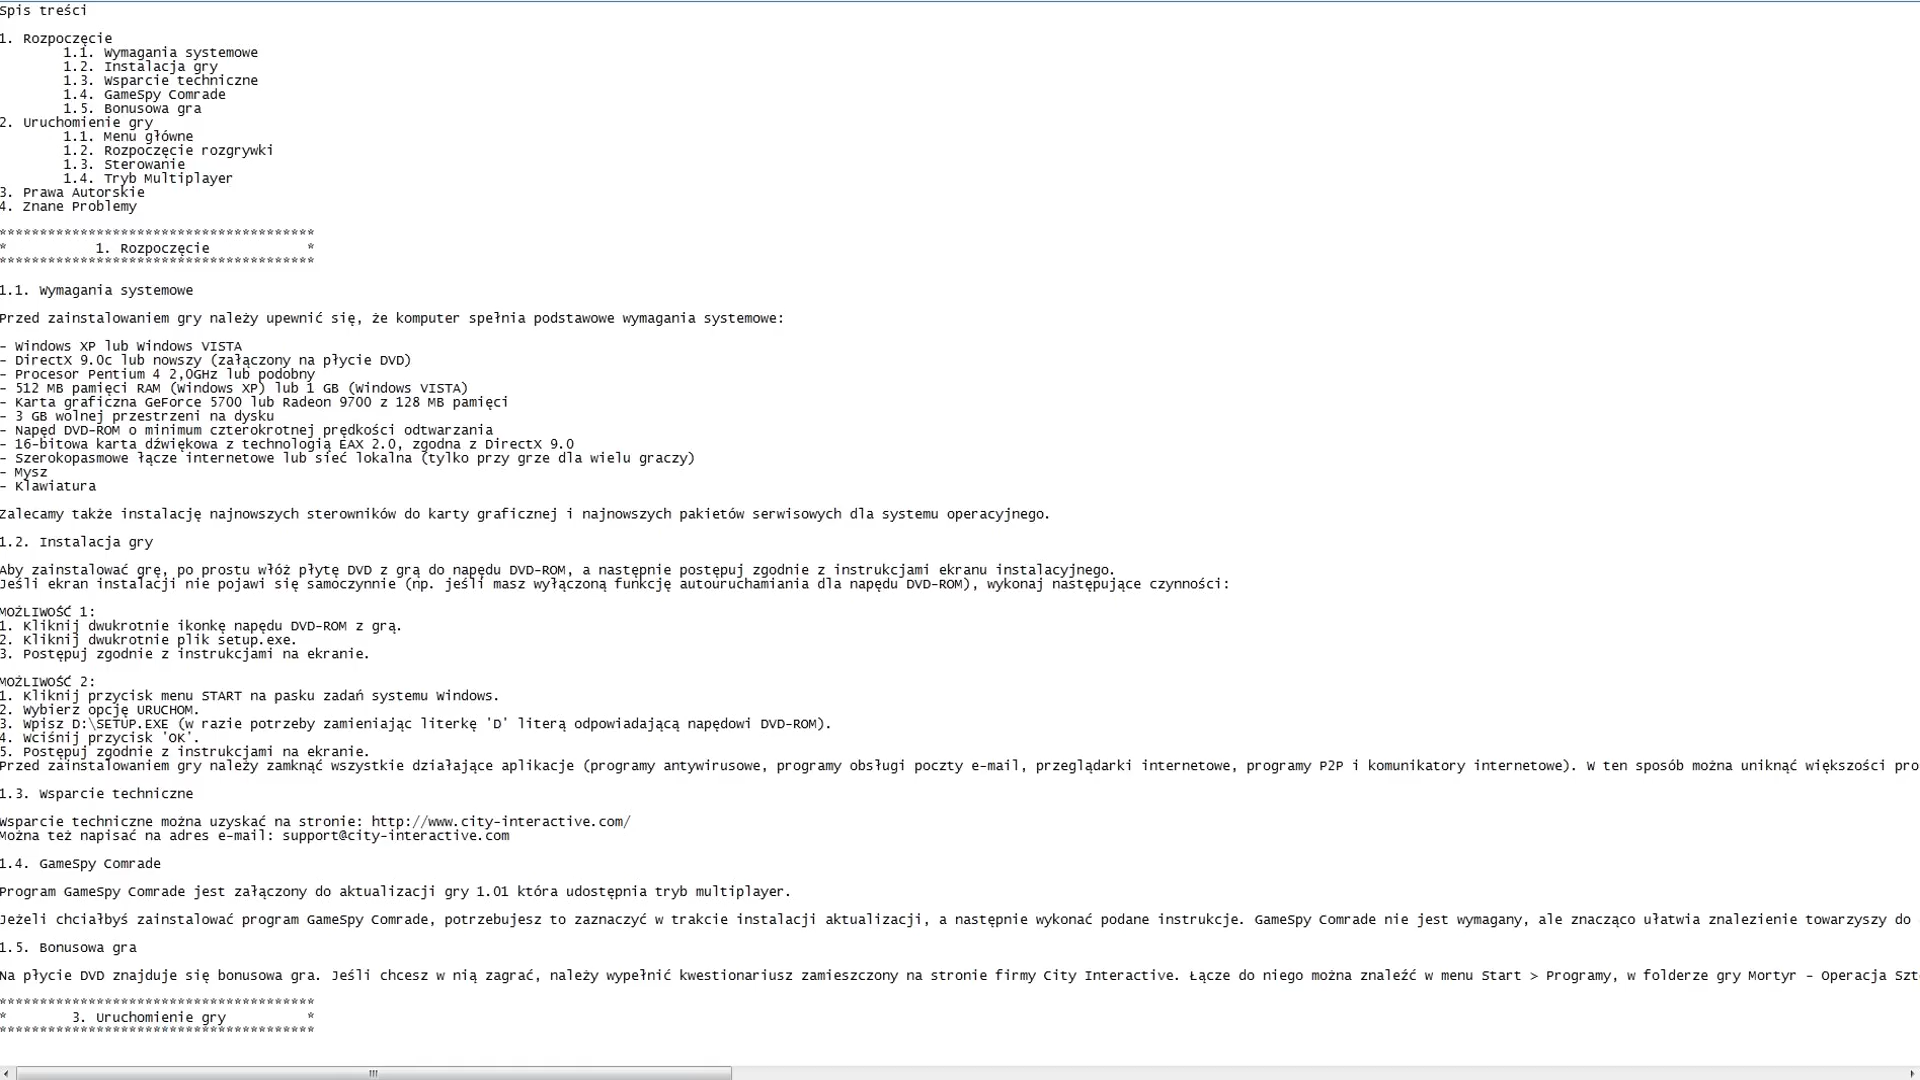 Spis treści
1. Rozpoczęcie
1.1. Wymagania systemowe
1.2. Instalacja gry
1.3. Wsparcie techniczne
1.4. GameSpy Comrade
1.5. Bonusowa gra
2. Uruchomienie gry
1.1. Menu główne
1.2. Rozpoczęcie rozgrywki
1.3. Sterowanie
1.4. Tryb Multiplayer
3. Prawa Autorskie
4. Znane Problemy
***************************************
* 1. Rozpoczęcie *
***************************************
1.1. Wymagania systemowe
Przed zainstalowaniem gry należy upewnić się, że komputer spełnia podstawowe wymagania systemowe:
- Windows XP lub Windows VISTA
- DirectX 9.0c lub nowszy (załączony na płycie DVD)
- Procesor Pentium 4 2,0GHz lub podobny
- 512 MB pamięci RAM (Windows XP) lub 1 GB (Windows VISTA)
- Karta graficzna GeForce 5700 lub Radeon 9700 z 128 MB pamięci
- 3 GB wolnej przestrzeni na dysku
- Napęd DVD-ROM o minimum czterokrotnej prędkości odtwarzania
- 16-bitowa karta dźwiękowa z technologią EAX 2.0, zgodna z DirectX 9.0
- Szerokopasmowe łącze internetowe lub sieć lokalna (tylko przy grze dla wielu graczy)
- Mysz
- Klawiatura
Zalecamy także instalację najnowszych sterowników do karty graficznej i najnowszych pakietów serwisowych dla systemu operacyjnego.
1.2. Instalacja gry
Aby zainstalować grę, po prostu włóż płytę DVD z grą do napędu DVD-ROM, a następnie postępuj zgodnie z instrukcjami ekranu instalacyjnego.
Jeśli ekran instalacji nie pojawi się samoczynnie (np. jeśli masz wyłączoną funkcję autouruchamiania dla napędu DVD-ROM), wykonaj następujące czynności:
MOŻLIWOŚĆ 1:
1. Kliknij dwukrotnie ikonkę napędu DVD-ROM z grą.
2. Kliknij dwukrotnie plik setup.exe.
3. Postępuj zgodnie z instrukcjami na ekranie.
MOŻLIWOŚĆ 2:
1. Kliknij przycisk menu START na pasku zadań systemu Windows.
2. Wybierz opcję URUCHOM.
3. Wpisz D:\SETUP.EXE (w razie potrzeby zamieniając literkę 'D' literą odpowiadającą napędowi DVD-ROM).
4. Wciśnij przycisk 'OK'.
5. Postępuj zgodnie z instrukcjami na ekranie.
Przed zainstalowaniem gry należy zamknąć wszystkie działające aplikacje (programy antywirusowe, programy obsługi poczty e-mail, przeglądarki internetowe, programy P2P i komunikatory internetowe). W ten sposób można uniknąć większości pro
1.3. Wsparcie techniczne
Wsparcie techniczne można uzyskać na stronie: http://www.city-interactive.com/
Można też napisać na adres e-mail: support@city-interactive.com
1.4. GameSpy Comrade
Program GameSpy Comrade jest załączony do aktualizacji gry 1.01 która udostępnia tryb multiplayer.
Jeżeli chciałbyś zainstalować program GameSpy Comrade, potrzebujesz to zaznaczyć w trakcie instalacji aktualizacji, a następnie wykonać podane instrukcje. GameSpy Comrade nie jest wymagany, ale znacząco ułatwia znalezienie towarzyszy do
1.5. Bonusowa gra
Na płycie DVD znajduje się bonusowa gra. Jeśli chcesz w nią zagrać, należy wypełnić kwestionariusz zamieszczony na stronie firmy City Interactive. Łącze do niego można znaleźć w menu Start > Programy, w folderze gry Mortyr - Operacja Szt
***************************************
* 3. Uruchomienie gry *
***************************************